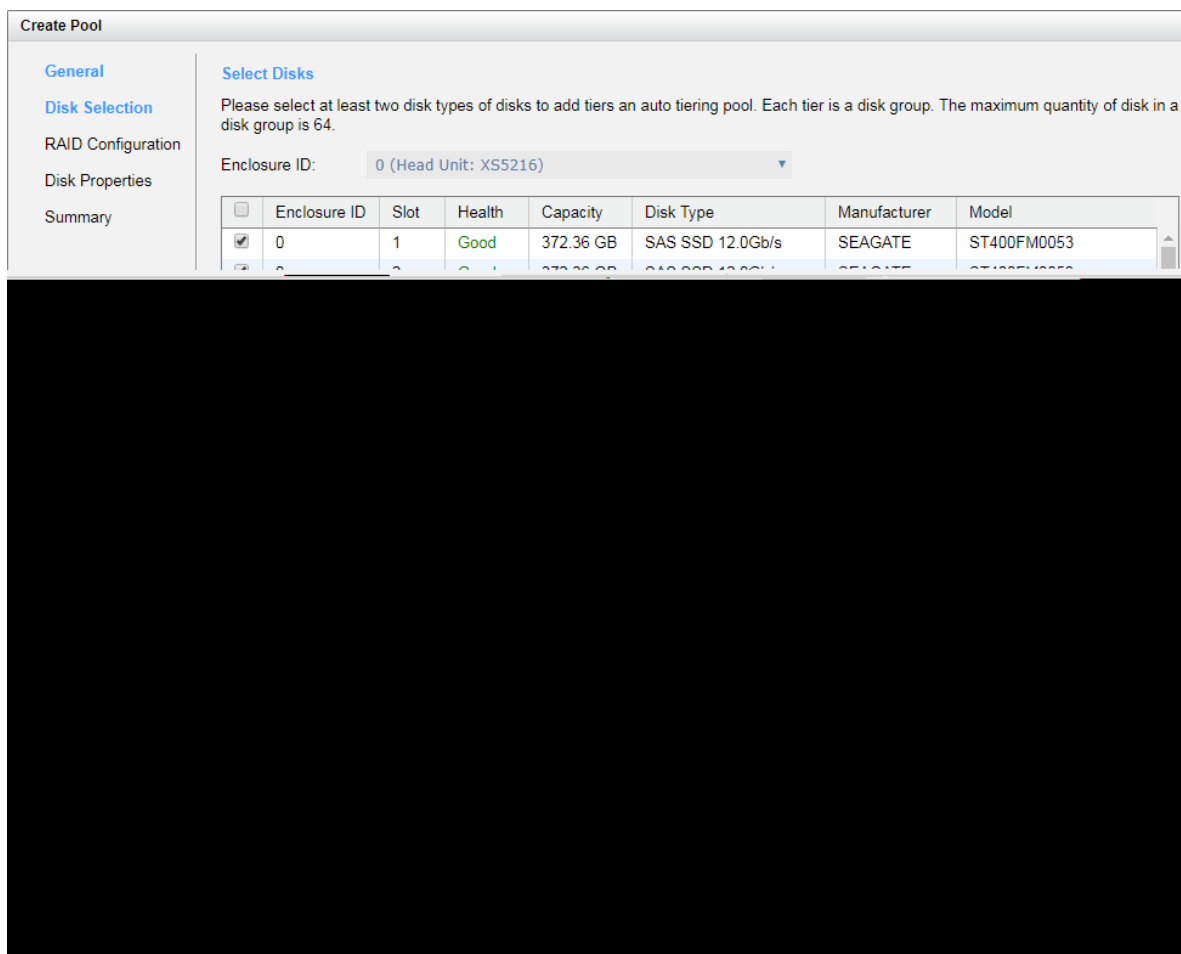 Create Pool
General
Disk Selection
RAID Configuration
Disk Properties
Summary
Select Disks
Please select at least two disk types of disks to add tiers an auto tiering pool. Each tier is a disk group. The maximum quantity of disk in a
disk group is 64.
Enclosure ID: 0 (Head Unit: XS5216)
Enclosure ID Slot Health Capacity Disk Type Manufacturer Model
0 1 Good 372.36 GB SAS SSD 12.0Gb/s SEAGATE ST400FM0053